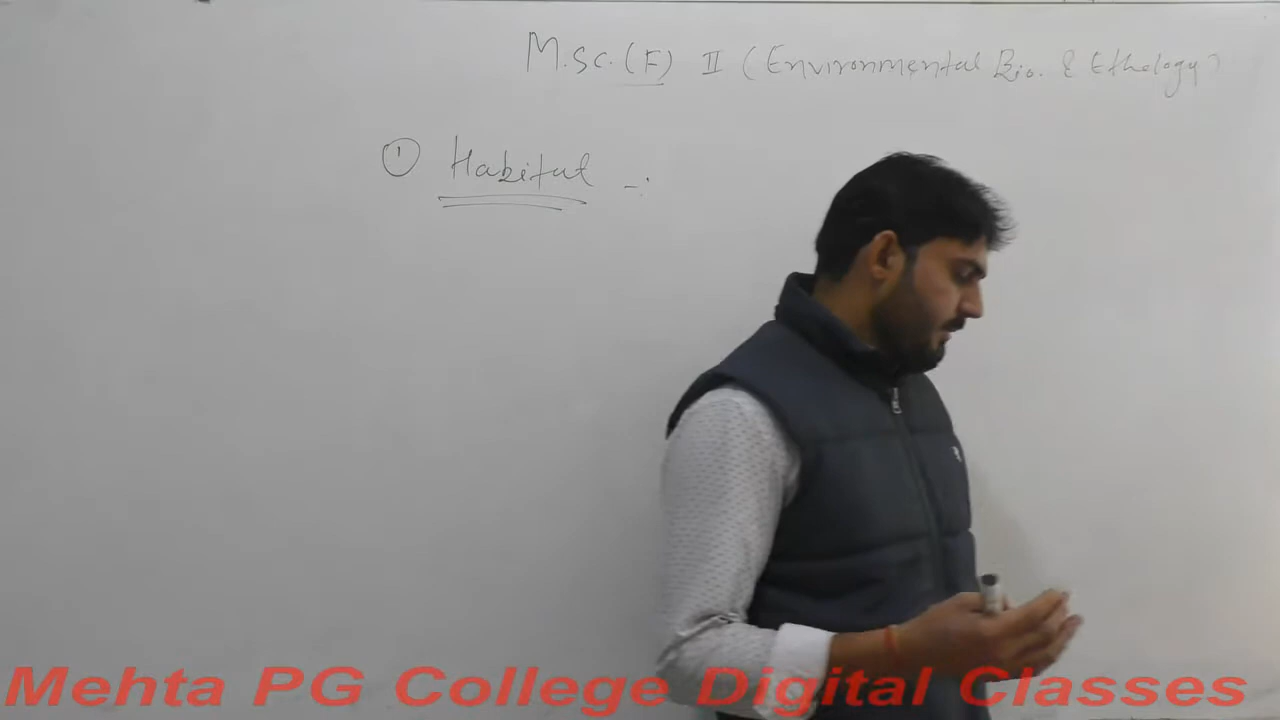 M.Sc. (F) II (Environmental Bio. & Ethology)
① Habitat -:
Mehta PG College Digital Classes